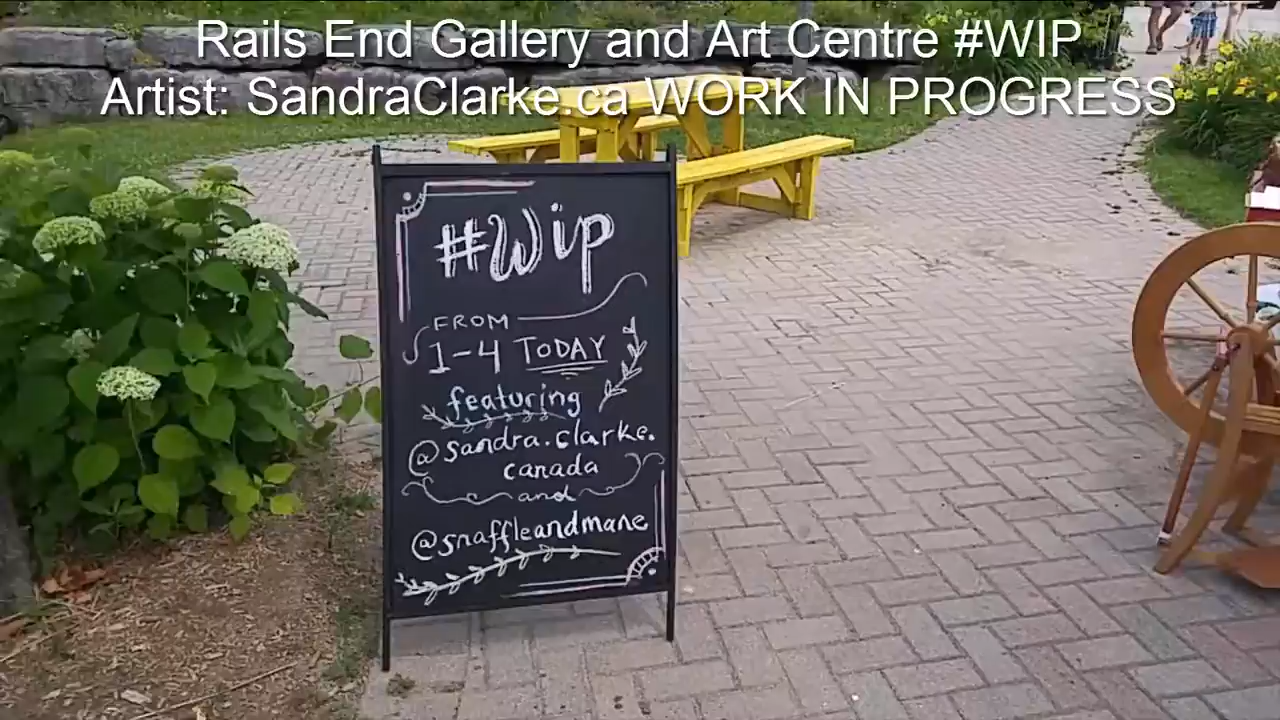 Rails End Gallery and Art Centre #WIP
Artist: SandraClarke.ca WORK IN PROGRESS
#Wip
FROM
1-4 TODAY
featuring
@sandra.clarke.
canada
and
@snaffleandmane